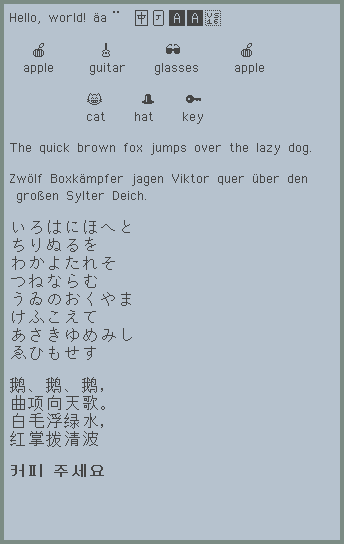 Hello, world! äa ¨ 中 了 A A VS16
🍎 🎸 🕶
apple guitar glasses apple
😸 🎩 🔑
cat hat key
The quick brown fox jumps over the lazy dog.
Zwölf Boxkämpfer jagen Viktor quer über den
großen Sylter Deich.
いろはにほへと
ちりぬるを
わかよたれそ
つねならむ
うゐのおくやま
けふこえて
あさきゆめみし
ゑひもせす
鹅、鹅、鹅，
曲项向天歌。
白毛浮绿水，
红掌拨清波
커피 주세요